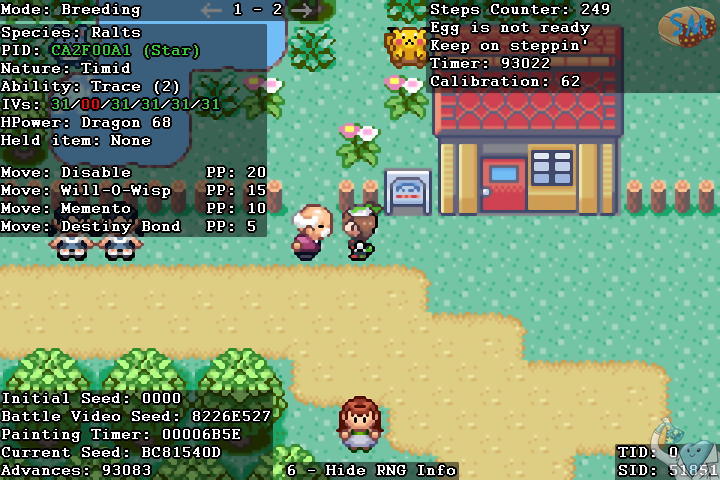 Mode: Breeding
← 1 - 2 →
Species: Ralts
PID: CA2F00A1 (Star)
Nature: Timid
Ability: Trace (2)
IVs: 31/00/31/31/31/31
HPower: Dragon 68
Held item: None
Move: Disable PP: 20
Move: Will-O-Wisp PP: 15
Move: Memento PP: 10
Move: Destiny Bond PP: 5
Steps Counter: 249
Egg is not ready
Keep on steppin'
Timer: 93022
Calibration: 62
Initial Seed: 0000
Battle Video Seed: 8226E527
Painting Timer: 00006B5E
Current Seed: BC81540D
Advances: 93083
6 - Hide RNG Info
TID: 0
SID: 51851